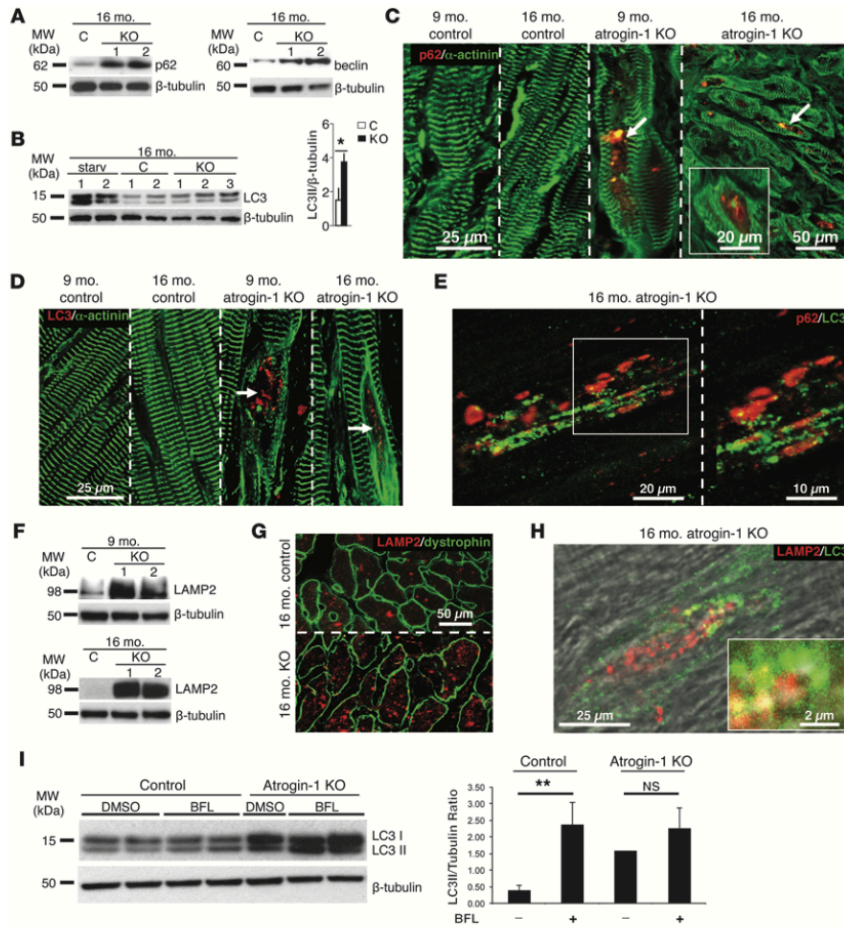 A
16 mo.
16 mo.
MW
(kDa)
C
KO
1 2
62
p62
50
β-tubulin
MW
(kDa)
C
KO
1 2
60
beclin
50
β-tubulin
B
16 mo.
MW
(kDa)
starv
C
KO
1 2 1 2 1 2 3
15
LC3
50
β-tubulin
LC3II/β-tubulin
6
4
2
0
*
C
KO
C
9 mo.
control
16 mo.
control
9 mo.
atrogin-1 KO
16 mo.
atrogin-1 KO
p62/α-actinin
25 µm
20 µm
50 µm
D
9 mo.
control
16 mo.
control
9 mo.
atrogin-1 KO
16 mo.
atrogin-1 KO
LC3/α-actinin
25 µm
E
16 mo. atrogin-1 KO
p62/LC3
20 µm
10 µm
F
9 mo.
MW
(kDa)
C
KO
1 2
98
LAMP2
50
β-tubulin
16 mo.
MW
(kDa)
C
KO
1 2
98
LAMP2
50
β-tubulin
G
16 mo. control
16 mo. KO
LAMP2/dystrophin
50 µm
H
16 mo. atrogin-1 KO
LAMP2/LC3
25 µm
2 µm
I
Control
Atrogin-1 KO
MW
(kDa)
DMSO
BFL
DMSO
BFL
15
LC3 I
LC3 II
50
β-tubulin
Control
Atrogin-1 KO
**
NS
LC3II/Tubulin Ratio
3.50
3.00
2.50
2.00
1.50
1.00
0.50
0.00
BFL – + – +